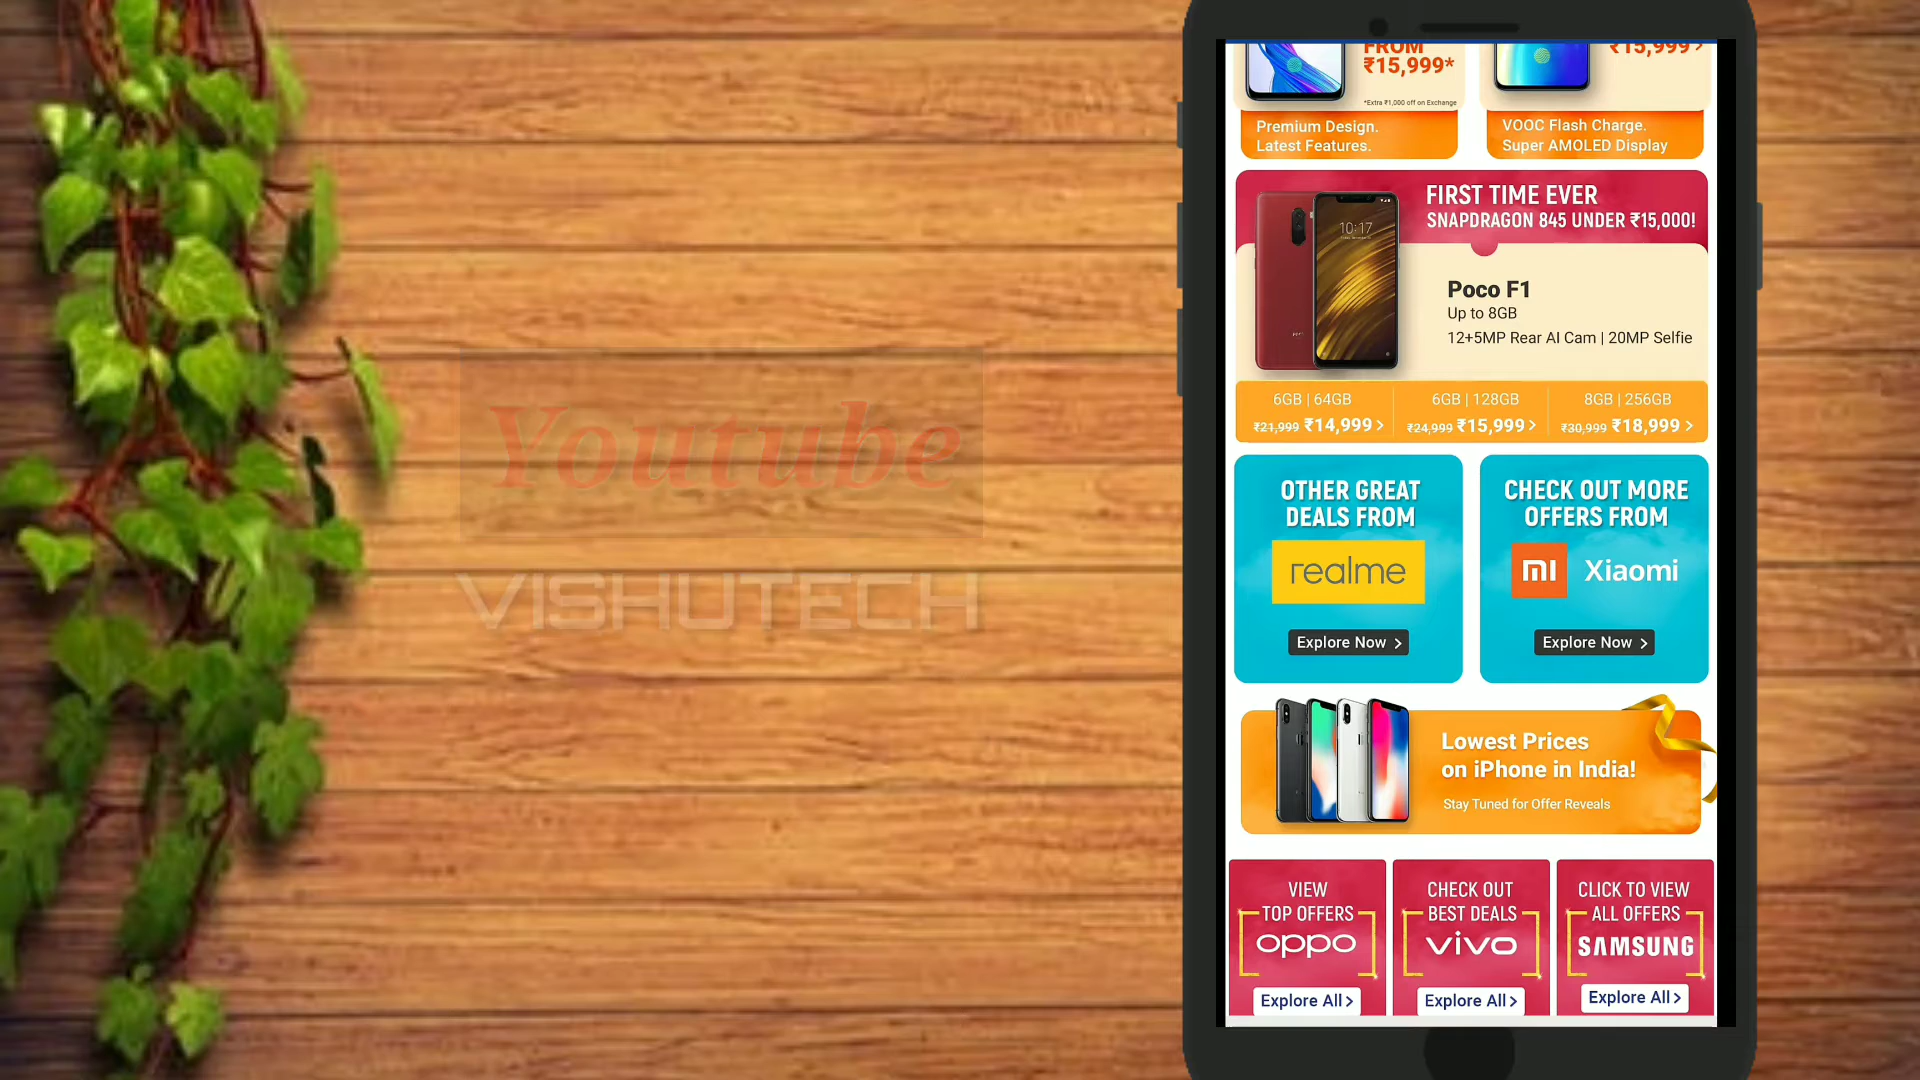 Youtube
VISHUTECH
FROM
₹15,999*
*Extra ₹1,000 off on Exchange
Premium Design.
Latest Features.
₹15,999 >
VOOC Flash Charge.
Super AMOLED Display
FIRST TIME EVER
SNAPDRAGON 845 UNDER ₹15,000!
10:17
Poco F1
Up to 8GB
12+5MP Rear AI Cam | 20MP Selfie
6GB | 64GB
₹21,999 ₹14,999 >
6GB | 128GB
₹24,999 ₹15,999 >
8GB | 256GB
₹30,999 ₹18,999 >
OTHER GREAT
DEALS FROM
realme
Explore Now >
CHECK OUT MORE
OFFERS FROM
mi Xiaomi
Explore Now >
Lowest Prices
on iPhone in India!
Stay Tuned for Offer Reveals
VIEW
TOP OFFERS
oppo
Explore All >
CHECK OUT
BEST DEALS
vivo
Explore All >
CLICK TO VIEW
ALL OFFERS
SAMSUNG
Explore All >